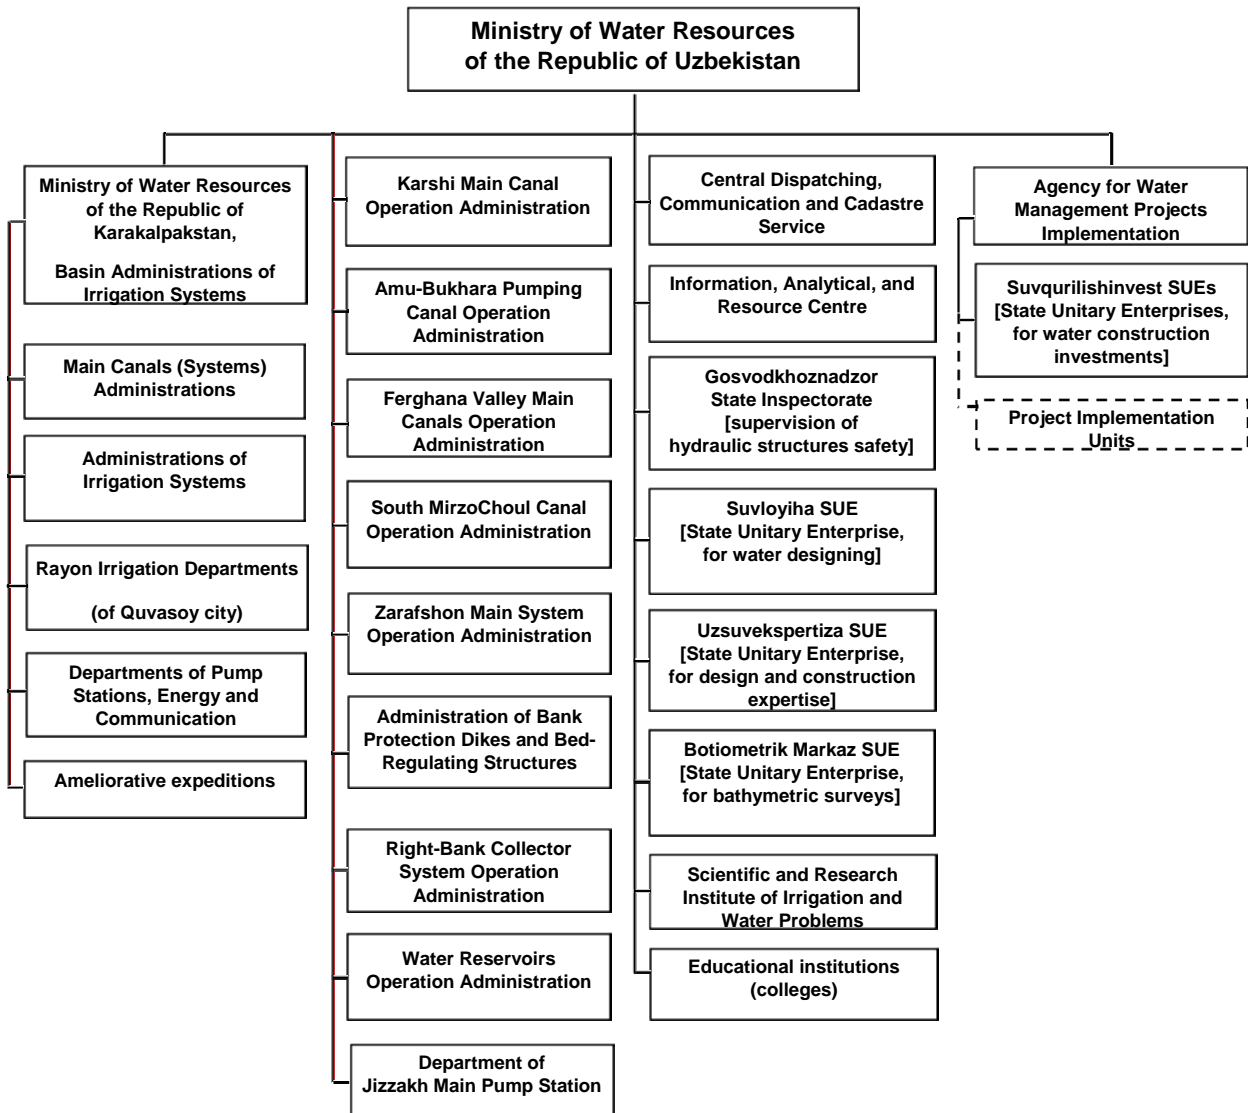 Ministry of Water Resources
of the Republic of Uzbekistan
Ministry of Water Resources
of the Republic of
Karakalpakstan,
Basin Administrations of
Irrigation Systems
Main Canals (Systems)
Administrations
Administrations of
Irrigation Systems
Rayon Irrigation Departments
(of Quvasoy city)
Departments of Pump
Stations, Energy and
Communication
Ameliorative expeditions
Karshi Main Canal
Operation Administration
Amu-Bukhara Pumping
Canal Operation
Administration
Ferghana Valley Main
Canals Operation
Administration
South MirzoChoul Canal
Operation Administration
Zarafshon Main System
Operation Administration
Administration of Bank
Protection Dikes and Bed-
Regulating Structures
Right-Bank Collector
System Operation
Administration
Water Reservoirs
Operation Administration
Department of
Jizzakh Main Pump Station
Central Dispatching,
Communication and Cadastre
Service
Information, Analytical, and
Resource Centre
Gosvodkhoznadzor
State Inspectorate
[supervision of
hydraulic structures safety]
Suvloyiha SUE
[State Unitary Enterprise,
for water designing]
Uzsuvekspertiza SUE
[State Unitary Enterprise,
for design and construction
expertise]
Botiometrik Markaz SUE
[State Unitary Enterprise,
for bathymetric surveys]
Scientific and Research
Institute of Irrigation and
Water Problems
Educational institutions
(colleges)
Agency for Water
Management Projects
Implementation
Suvqurilishinvest SUEs
[State Unitary Enterprises,
for water construction
investments]
Project Implementation
Units